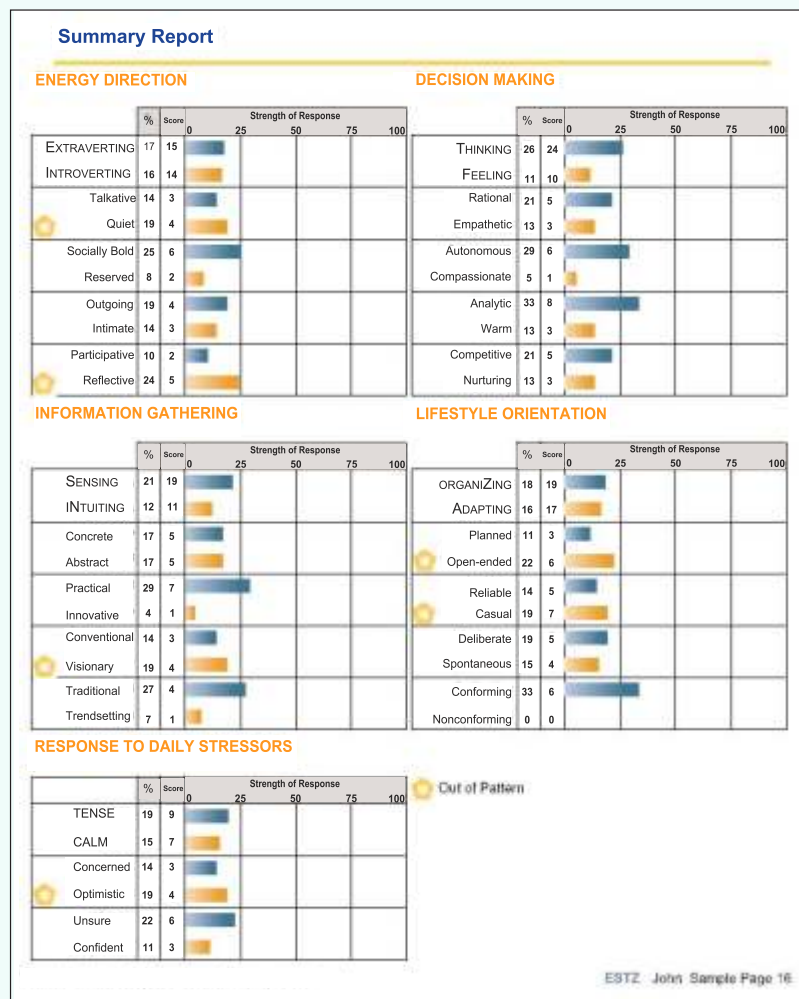 Summary Report
ENERGY DIRECTION
% Score Strength of Response
0 25 50 75 100
EXTRAVERTING 17 15
INTROVERTING 16 14
Talkative 14 3
Quiet 19 4
Socially Bold 25 6
Reserved 8 2
Outgoing 19 4
Intimate 14 3
Participative 10 2
Reflective 24 5
DECISION MAKING
% Score Strength of Response
0 25 50 75 100
THINKING 26 24
FEELING 11 10
Rational 21 5
Empathetic 13 3
Autonomous 29 6
Compassionate 5 1
Analytic 33 8
Warm 13 3
Competitive 21 5
Nurturing 13 3
INFORMATION GATHERING
% Score Strength of Response
0 25 50 75 100
SENSING 21 19
INTUITING 12 11
Concrete 17 5
Abstract 17 5
Practical 29 7
Innovative 4 1
Conventional 14 3
Visionary 19 4
Traditional 27 4
Trendsetting 7 1
LIFESTYLE ORIENTATION
% Score Strength of Response
0 25 50 75 100
ORGANIZING 18 19
ADAPTING 16 17
Planned 11 3
Open-ended 22 6
Reliable 14 5
Casual 19 7
Deliberate 19 5
Spontaneous 15 4
Conforming 33 6
Nonconforming 0 0
RESPONSE TO DAILY STRESSORS
% Score Strength of Response
0 25 50 75 100
TENSE 19 9
CALM 15 7
Concerned 14 3
Optimistic 19 4
Unsure 22 6
Confident 11 3
Out of Pattern
ESTZ John Sample Page 16